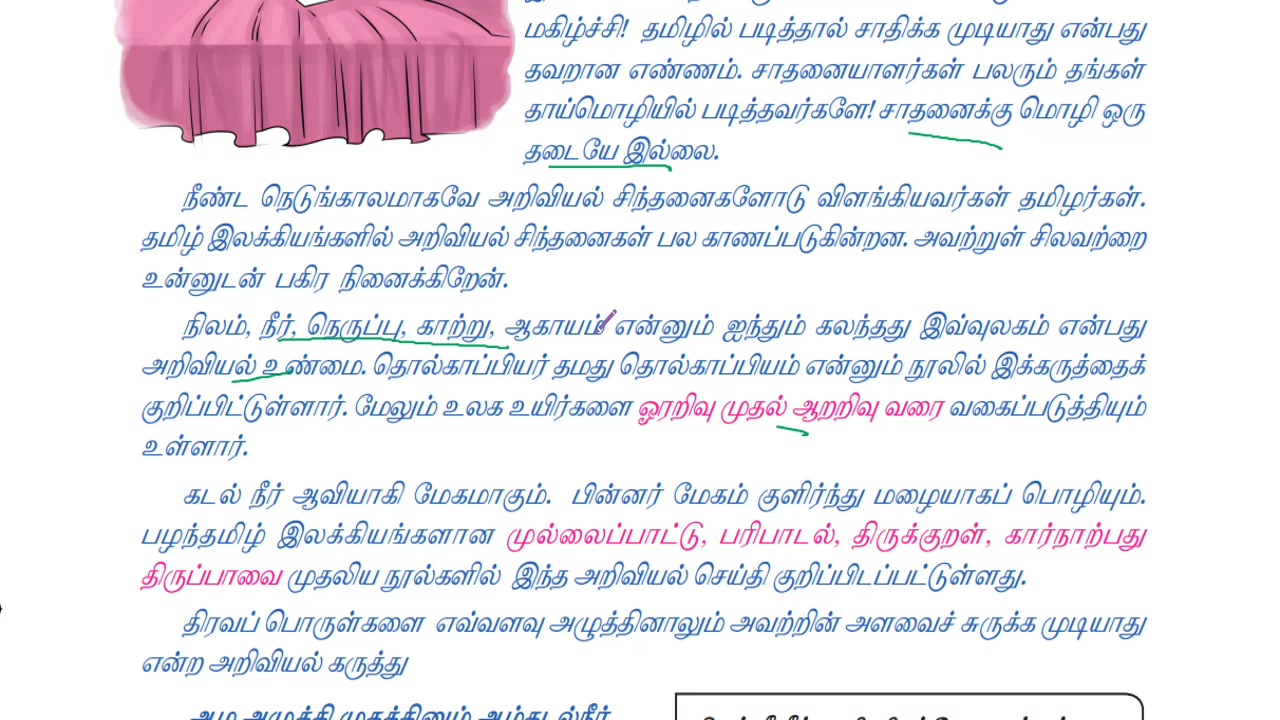 மகிழ்ச்சி! தமிழில் படித்தால் சாதிக்க முடியாது என்பது
தவறான எண்ணம். சாதனையாளர்கள் பலரும் தங்கள்
தாய்மொழியில் படித்தவர்களே! சாதனைக்கு மொழி ஒரு
தடையே இல்லை.
நீண்ட நெடுங்காலமாகவே அறிவியல் சிந்தனைகளோடு விளங்கியவர்கள் தமிழர்கள்.
தமிழ் இலக்கியங்களில் அறிவியல் சிந்தனைகள் பல காணப்படுகின்றன. அவற்றுள் சிலவற்றை
உன்னுடன் பகிர நினைக்கிறேன்.
நிலம், நீர், நெருப்பு, காற்று, ஆகாயம் என்னும் ஐந்தும் கலந்தது இவ்வுலகம் என்பது
அறிவியல் உண்மை. தொல்காப்பியர் தமது தொல்காப்பியம் என்னும் நூலில் இக்கருத்தைக்
குறிப்பிட்டுள்ளார். மேலும் உலக உயிர்களை ஓரறிவு முதல் ஆறறிவு வரை வகைப்படுத்தியும்
உள்ளார்.
கடல் நீர் ஆவியாகி மேகமாகும். பின்னர் மேகம் குளிர்ந்து மழையாகப் பொழியும்.
பழந்தமிழ் இலக்கியங்களான முல்லைப்பாட்டு, பரிபாடல், திருக்குறள், கார்நாற்பது
திருப்பாவை முதலிய நூல்களில் இந்த அறிவியல் செய்தி குறிப்பிடப்பட்டுள்ளது.
திரவப் பொருள்களை எவ்வளவு அழுத்தினாலும் அவற்றின் அளவைச் சுருக்க முடியாது
என்ற அறிவியல் கருத்து
ஆழ அமுக்கி முகக்கினும் ஆழ்கடல்நீர்